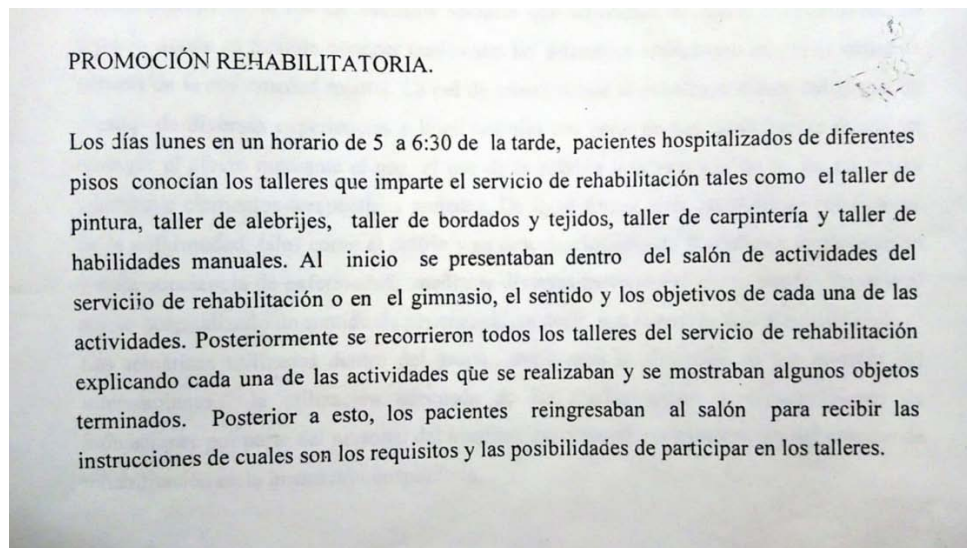 PROMOCIÓN REHABILITATORIA.
Los días lunes en un horario de 5 a 6:30 de la tarde, pacientes hospitalizados de diferentes
pisos conocían los talleres que imparte el servicio de rehabilitación tales como el taller de
pintura, taller de alebrijes, taller de bordados y tejidos, taller de carpintería y taller de
habilidades manuales. Al inicio se presentaban dentro del salón de actividades del
serviciio de rehabilitación o en el gimnasio, el sentido y los objetivos de cada una de las
actividades. Posteriormente se recorrieron todos los talleres del servicio de rehabilitación
explicando cada una de las actividades que se realizaban y se mostraban algunos objetos
terminados. Posterior a esto, los pacientes reingresaban al salón para recibir las
instrucciones de cuales son los requisitos y las posibilidades de participar en los talleres.